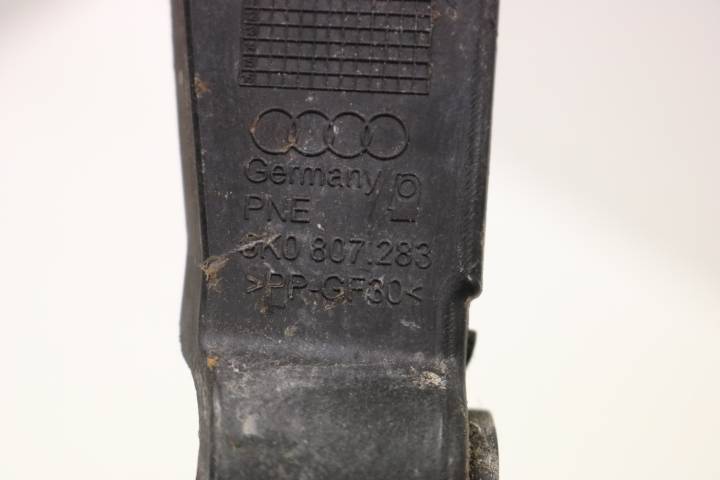 Germany
PNE
8K0 807.283
>PP-GF30<